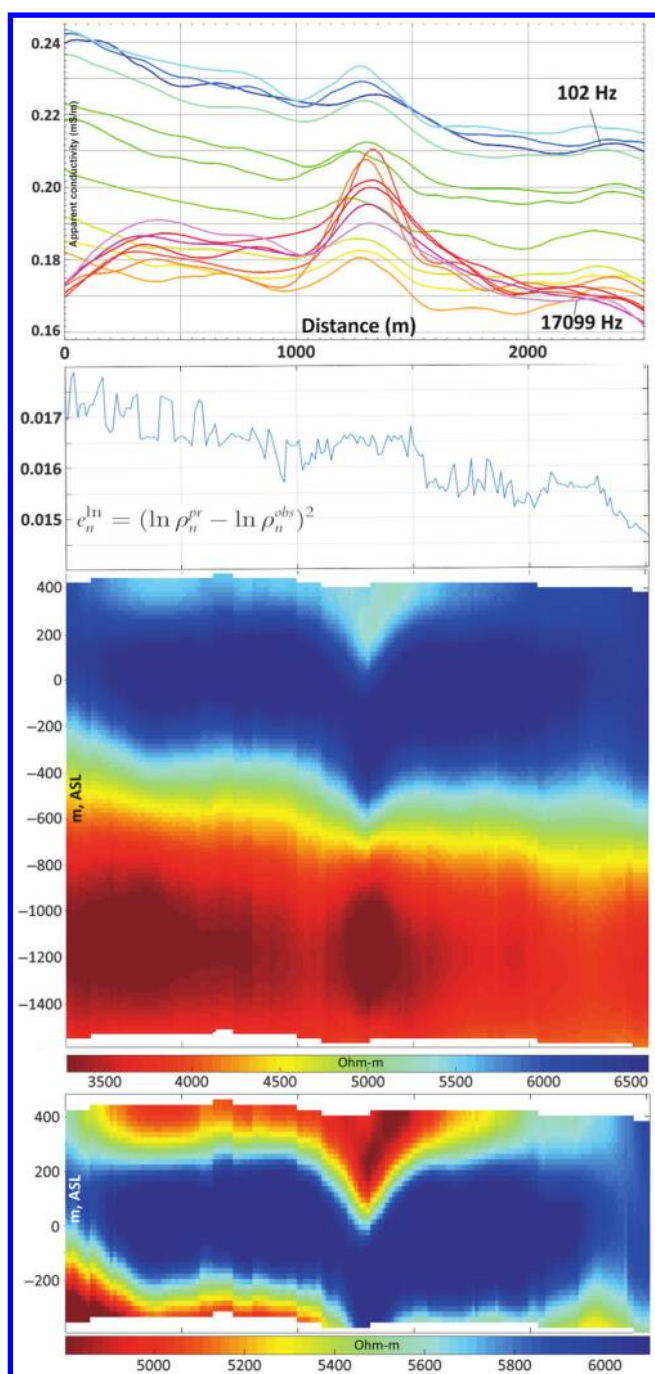 0.24
0.22
0.20
0.18
0.16
Apparent conductivity (mS/m)
102 Hz
17099 Hz
Distance (m)
0 1000 2000
0.017
0.016
0.015
e_n^{ln} = (ln ρ_n^{pr} − ln ρ_n^{obs})^2
400
200
0
−200
−400
−600
−800
−1000
−1200
−1400
m, ASL
Ohm-m
3500 4000 4500 5000 5500 6000 6500
400
200
0
−200
m, ASL
Ohm-m
5000 5200 5400 5600 5800 6000